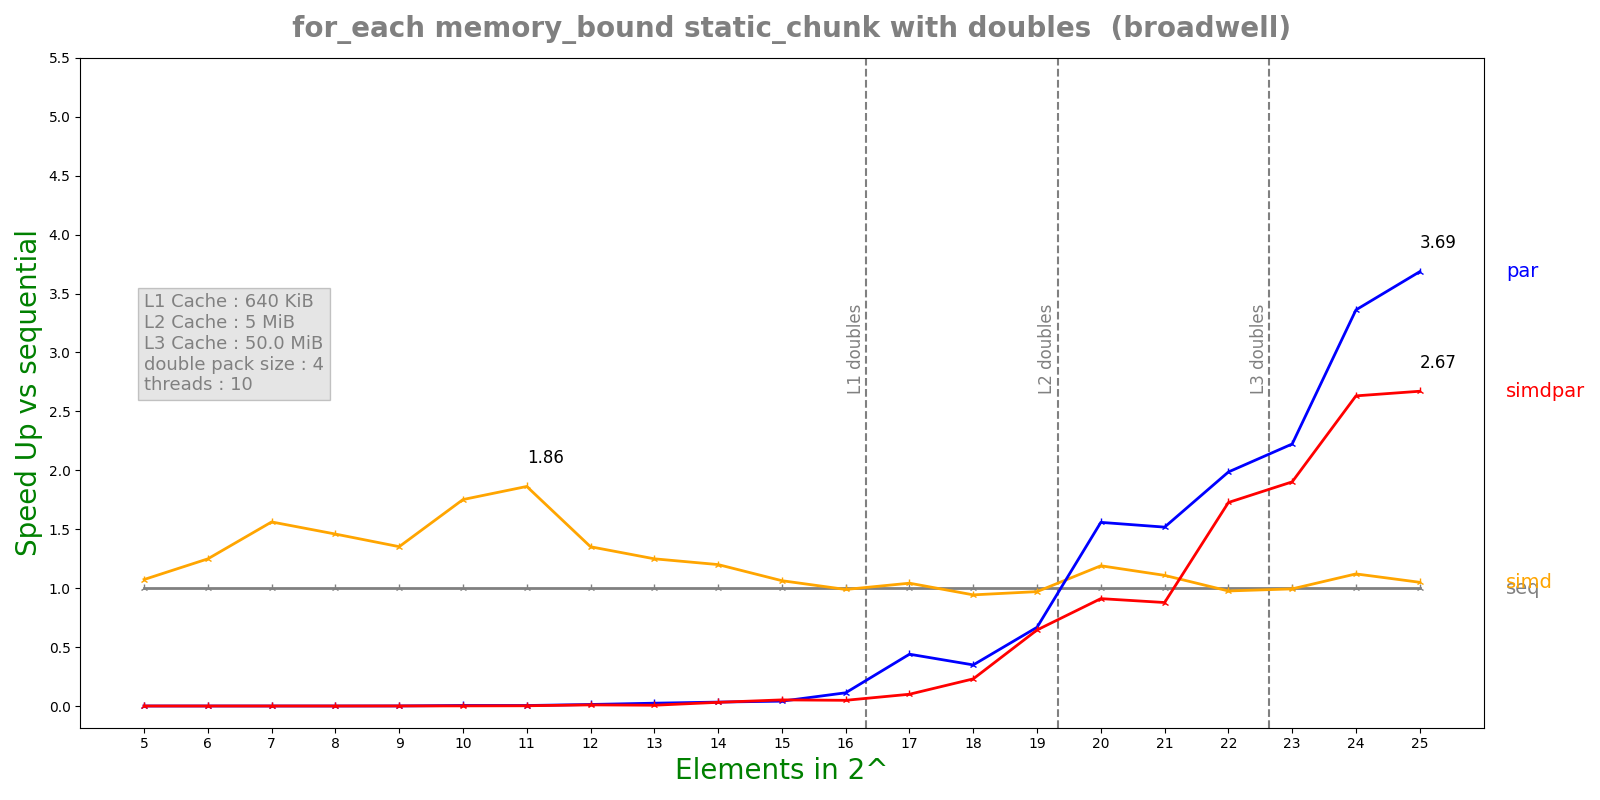 for_each memory_bound static_chunk with doubles (broadwell)
Speed Up vs sequential
5.5
5.0
4.5
4.0
3.5
3.0
2.5
2.0
1.5
1.0
0.5
0.0
L1 Cache : 640 KiB
L2 Cache : 5 MiB
L3 Cache : 50.0 MiB
double pack size : 4
threads : 10
1.86
L1 doubles
L2 doubles
L3 doubles
3.69
2.67
par
simdpar
simd
seq
5 6 7 8 9 10 11 12 13 14 15 16 17 18 19 20 21 22 23 24 25
Elements in 2^